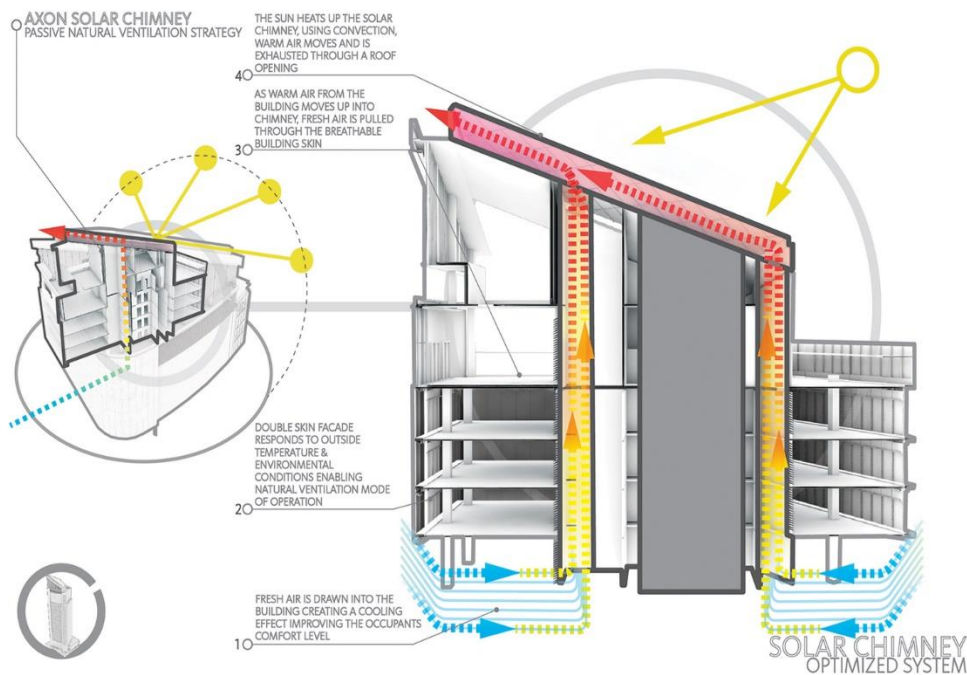 AXON SOLAR CHIMNEY
PASSIVE NATURAL VENTILATION STRATEGY
THE SUN HEATS UP THE SOLAR
CHIMNEY, USING CONVECTION,
WARM AIR MOVES AND IS
EXHAUSTED THROUGH A ROOF
OPENING
4
AS WARM AIR FROM THE
BUILDING MOVES UP INTO
CHIMNEY, FRESH AIR IS PULLED
THROUGH THE BREATHABLE
BUILDING SKIN
3
DOUBLE SKIN FACADE
RESPONDS TO OUTSIDE
TEMPERATURE &
ENVIRONMENTAL
CONDITIONS ENABLING
NATURAL VENTILATION MODE
OF OPERATION
2
FRESH AIR IS DRAWN INTO THE
BUILDING CREATING A COOLING
EFFECT IMPROVING THE OCCUPANTS
COMFORT LEVEL
1
SOLAR CHIMNEY
OPTIMIZED SYSTEM